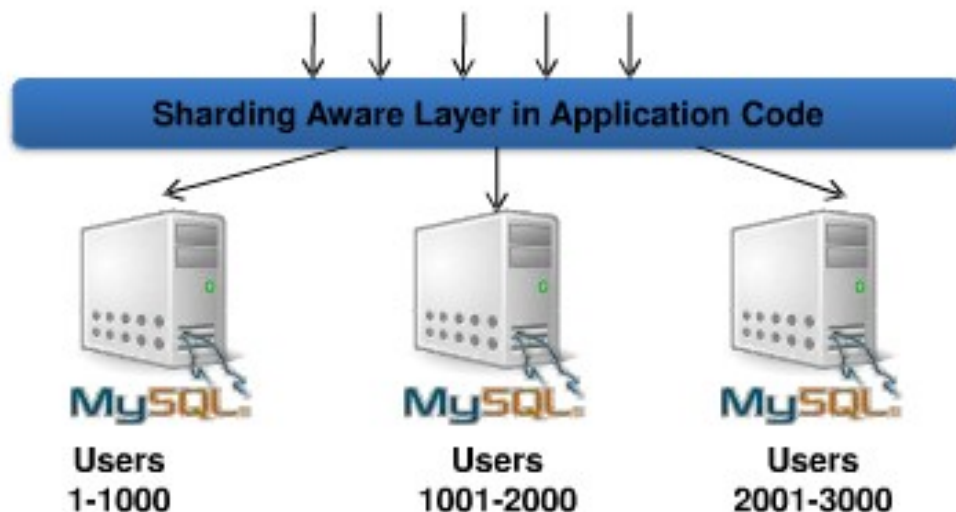 Sharding Aware Layer in Application Code
MySQL
MySQL
MySQL
Users
1-1000
Users
1001-2000
Users
2001-3000